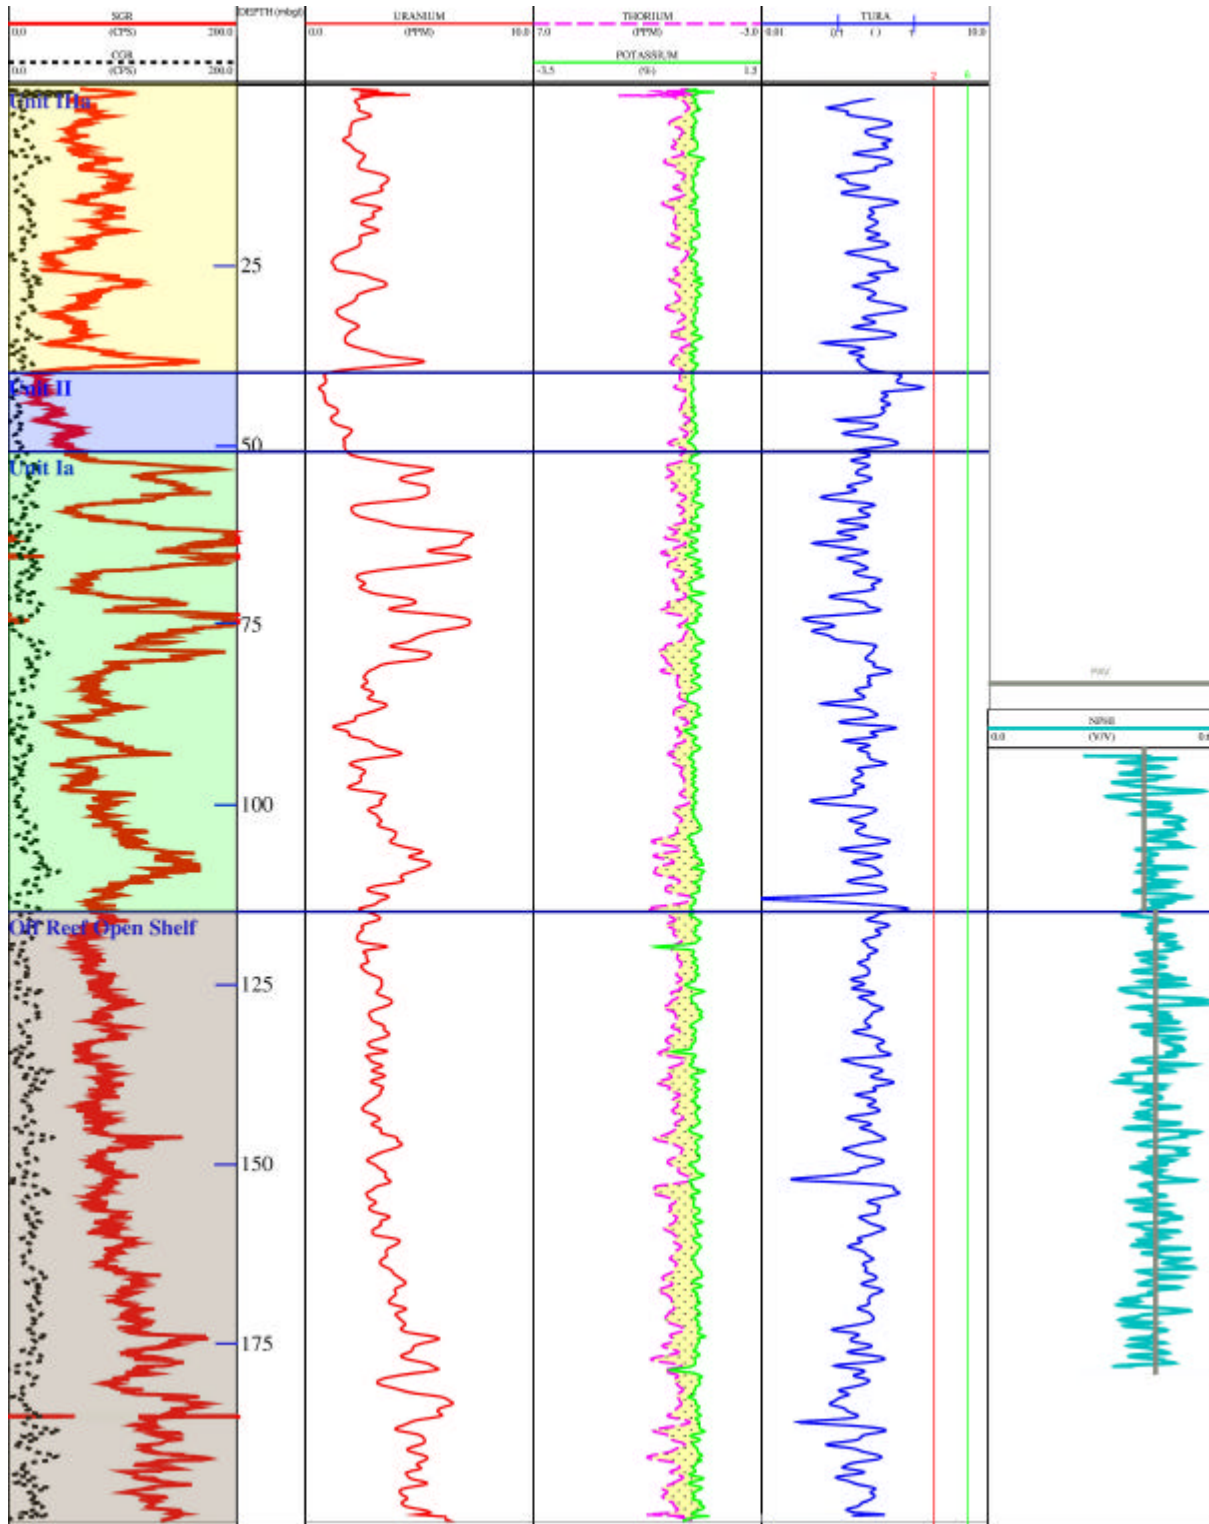 SGR DEPTH (mbgl) URANIUM THORIUM TURA
0.0 (CPS) 200.0 0.0 (PPM) 10.0 7.0 (PPM) -3.0 0.01 ( ) 10.0
CGR POTASSIUM
0.0 (CPS) 200.0 -3.5 (%) 1.5
2 6
Unit IIIa
25
Unit II
50
Unit Ia
75
NPHI
0.0 (V/V)
100
Off Reef Open Shelf
125
150
175